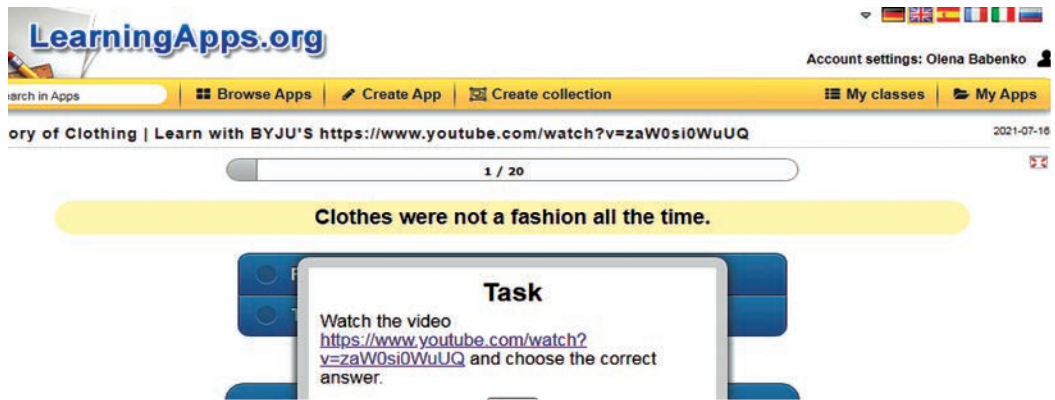 LearningApps.org
Account settings: Olena Babenko
arch in Apps
Browse Apps
Create App
Create collection
My classes
My Apps
ory of Clothing | Learn with BYJU'S https://www.youtube.com/watch?v=zaW0si0WuUQ
2021-07-16
1 / 20
Clothes were not a fashion all the time.
F
T
Task
Watch the video
https://www.youtube.com/watch?
v=zaW0si0WuUQ and choose the correct
answer.